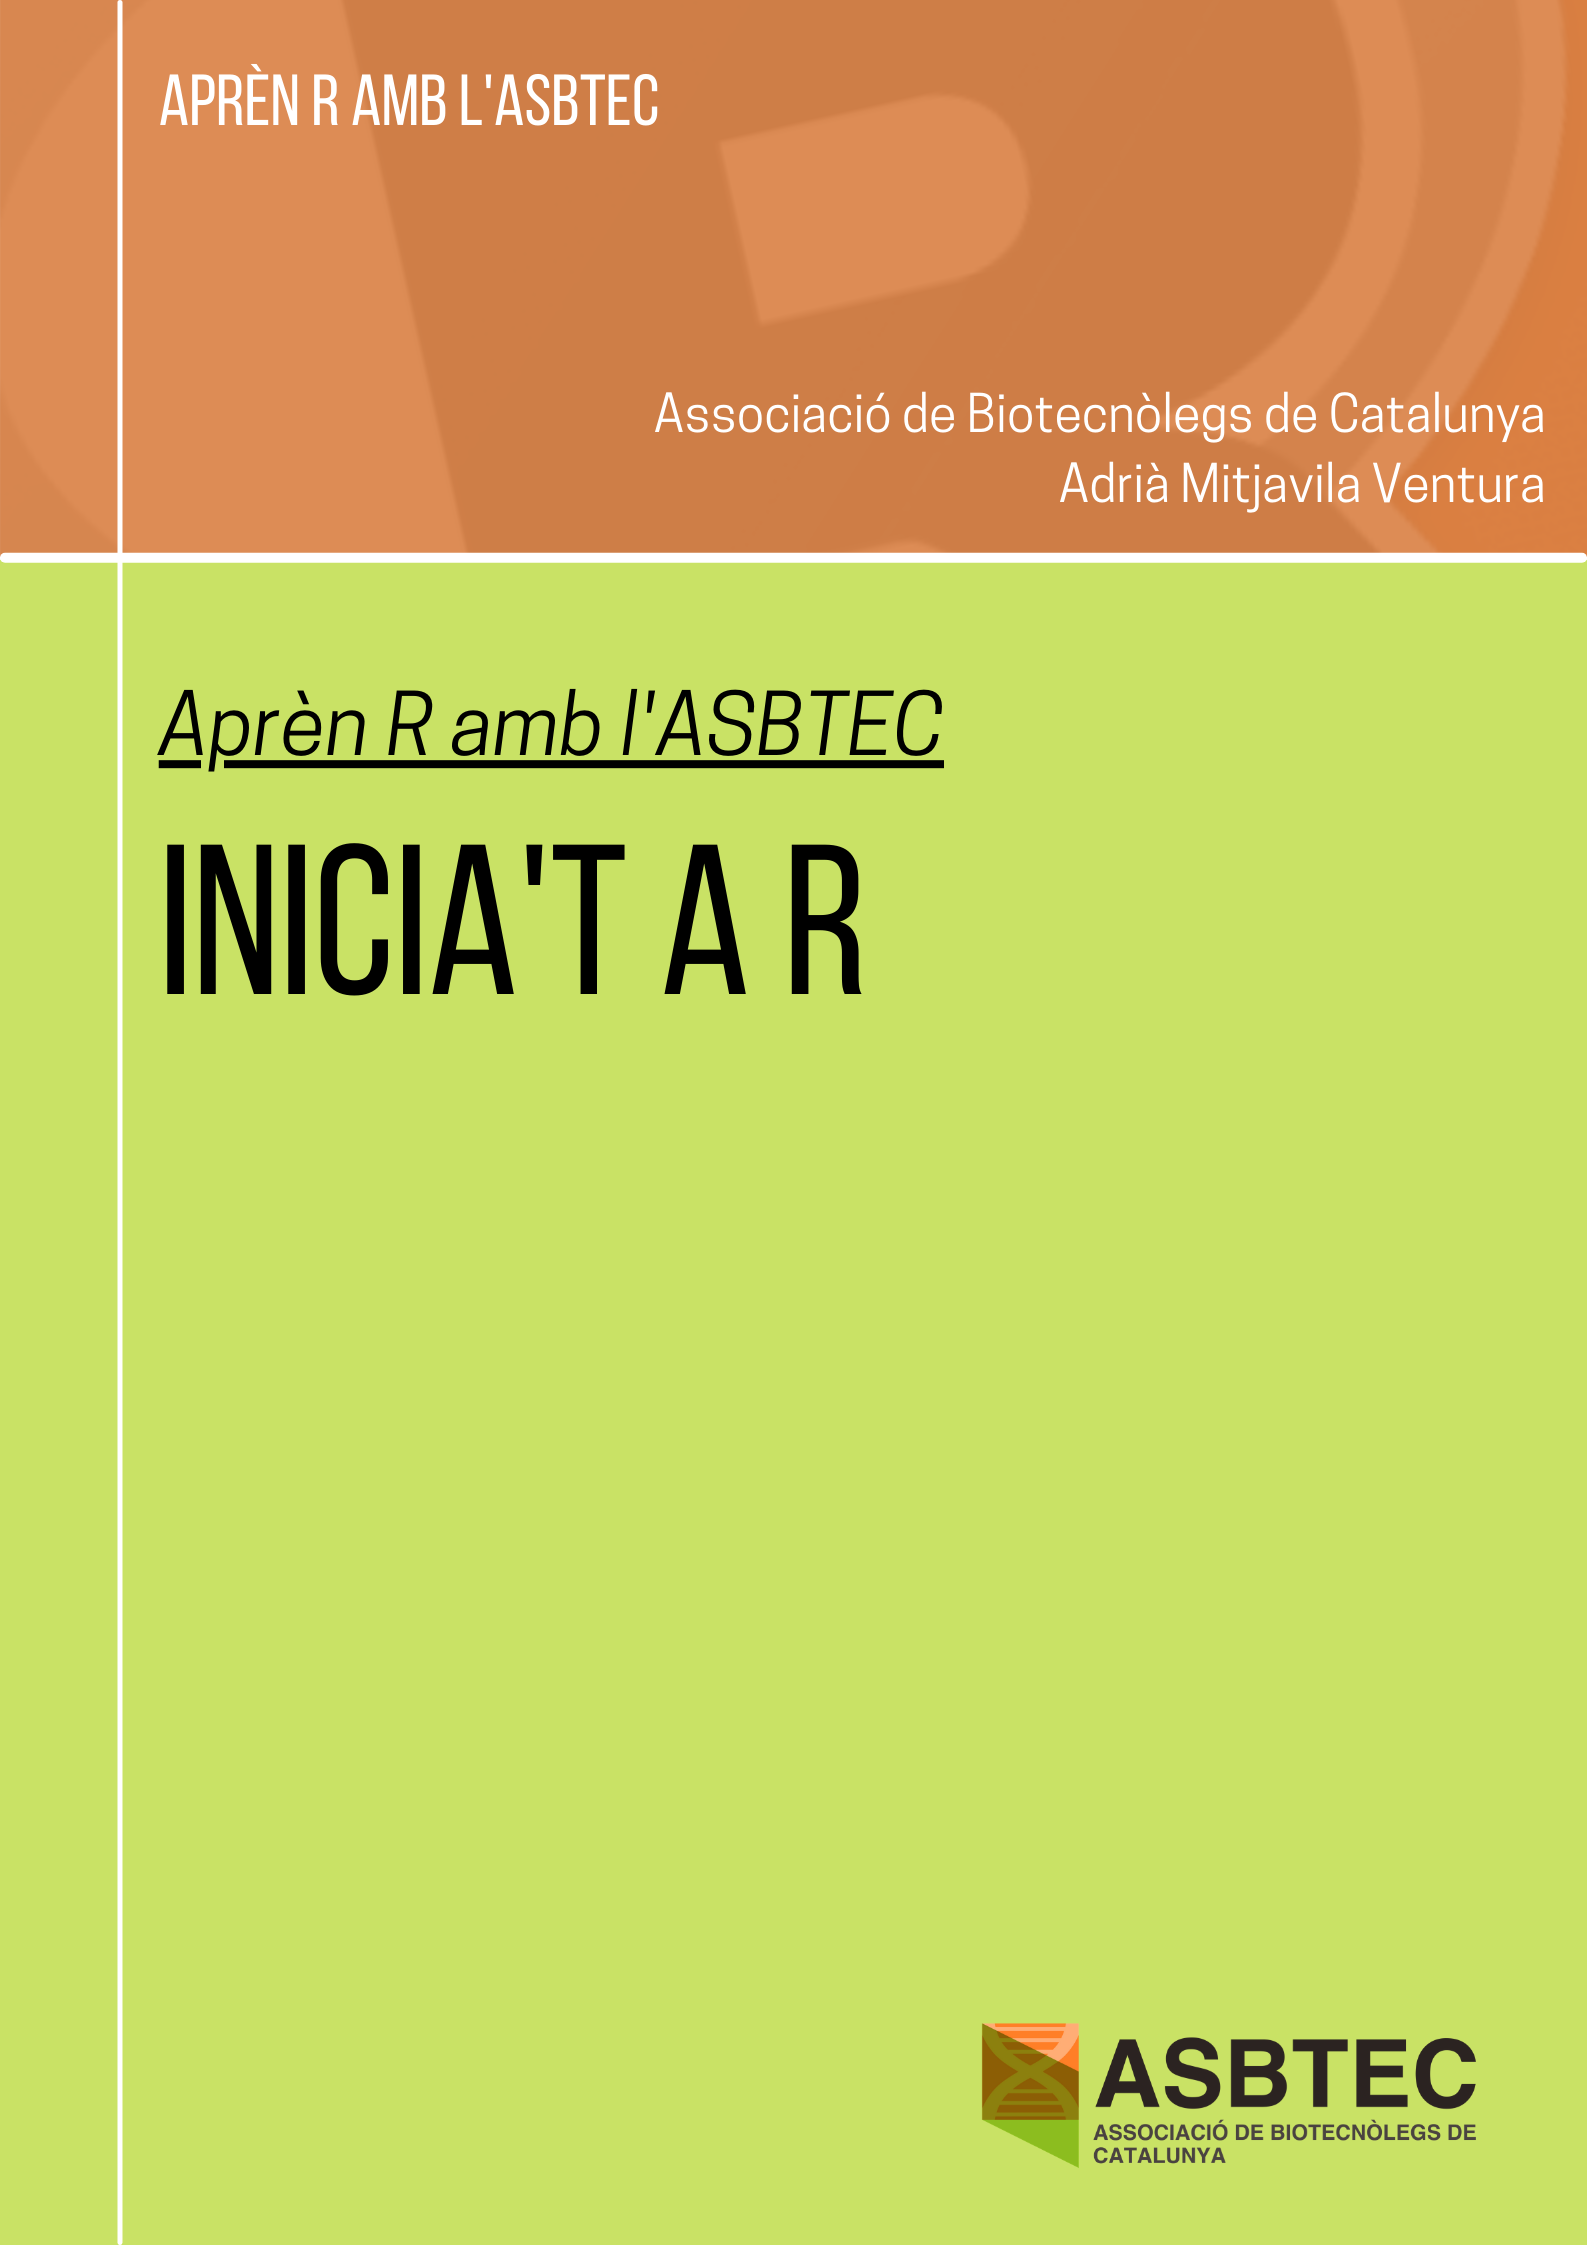 APRÈN R AMB L'ASBTEC
Associació de Biotecnòlegs de Catalunya
Adrià Mitjavila Ventura
Aprèn R amb l'ASBTEC
INICIA'T A R
ASBTEC
ASSOCIACIÓ DE BIOTECNÒLEGS DE
CATALUNYA